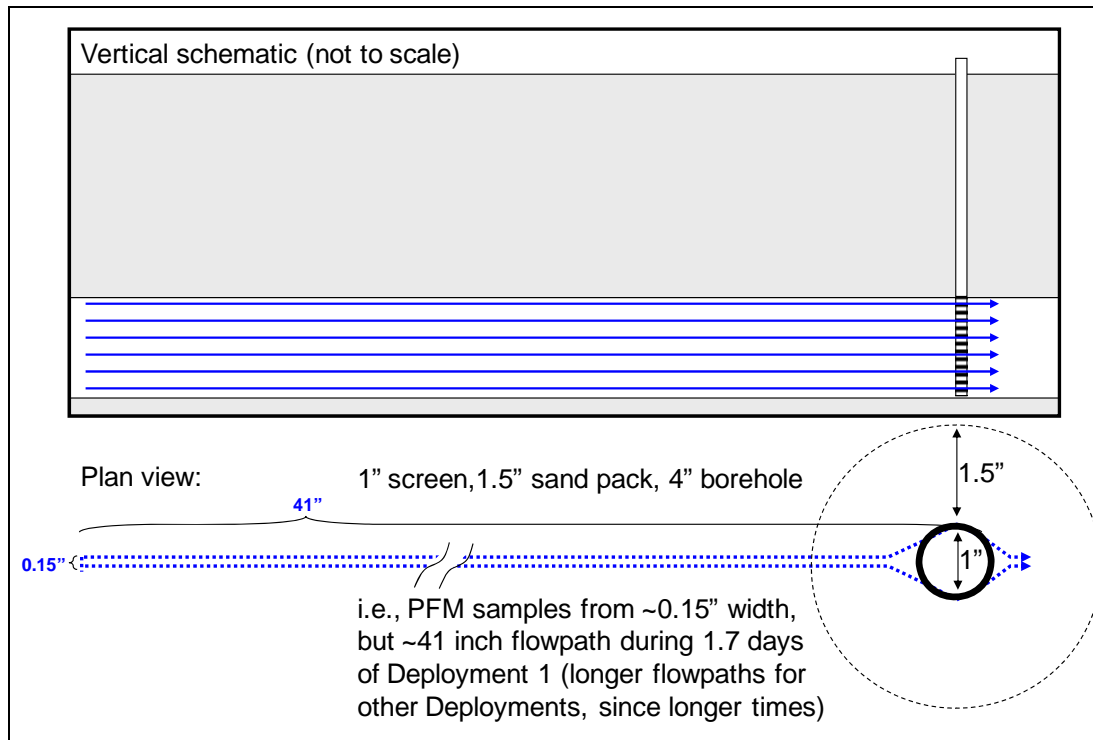 Vertical schematic (not to scale)
Plan view:
1” screen,1.5” sand pack, 4” borehole
1.5”
41”
0.15”
1”
i.e., PFM samples from ~0.15” width,
but ~41 inch flowpath during 1.7 days
of Deployment 1 (longer flowpaths for
other Deployments, since longer times)